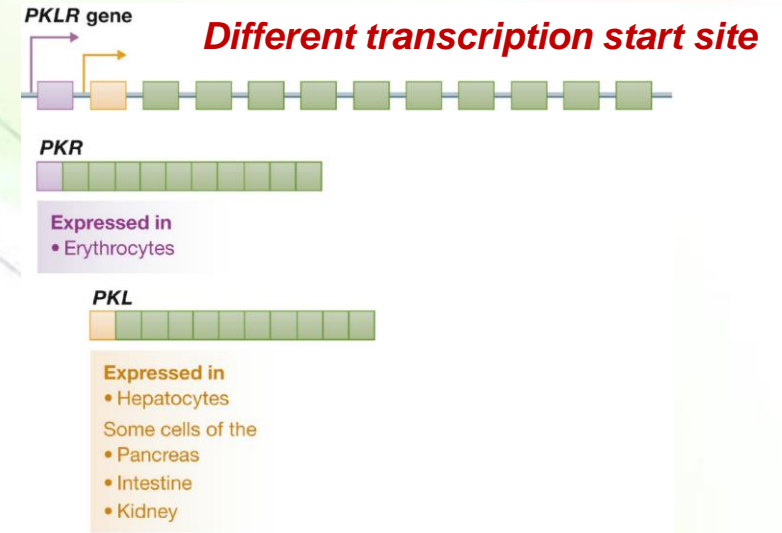 PKLR gene
Different transcription start site
PKR
Expressed in
• Erythrocytes
PKL
Expressed in
• Hepatocytes
Some cells of the
• Pancreas
• Intestine
• Kidney